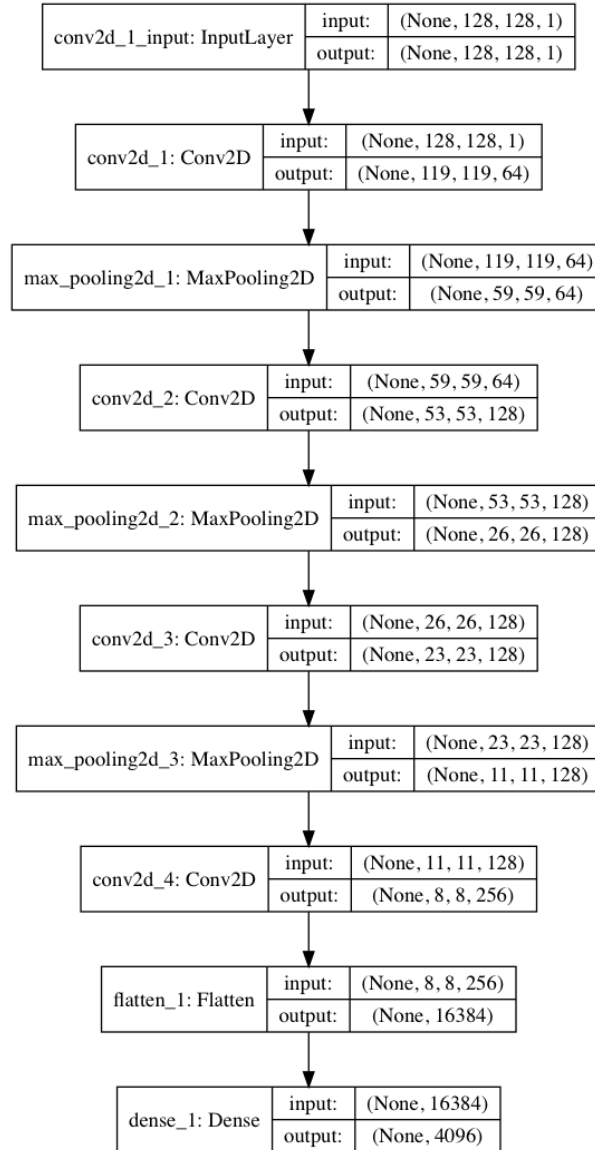 conv2d_1_input: InputLayer
input: (None, 128, 128, 1)
output: (None, 128, 128, 1)
conv2d_1: Conv2D
input: (None, 128, 128, 1)
output: (None, 119, 119, 64)
max_pooling2d_1: MaxPooling2D
input: (None, 119, 119, 64)
output: (None, 59, 59, 64)
conv2d_2: Conv2D
input: (None, 59, 59, 64)
output: (None, 53, 53, 128)
max_pooling2d_2: MaxPooling2D
input: (None, 53, 53, 128)
output: (None, 26, 26, 128)
conv2d_3: Conv2D
input: (None, 26, 26, 128)
output: (None, 23, 23, 128)
max_pooling2d_3: MaxPooling2D
input: (None, 23, 23, 128)
output: (None, 11, 11, 128)
conv2d_4: Conv2D
input: (None, 11, 11, 128)
output: (None, 8, 8, 256)
flatten_1: Flatten
input: (None, 8, 8, 256)
output: (None, 16384)
dense_1: Dense
input: (None, 16384)
output: (None, 4096)